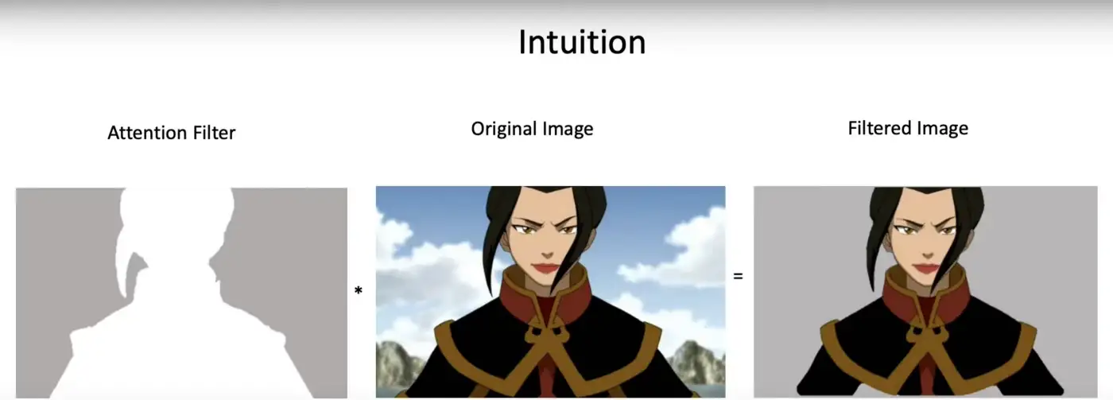 Intuition
Attention Filter
Original Image
Filtered Image
*
=